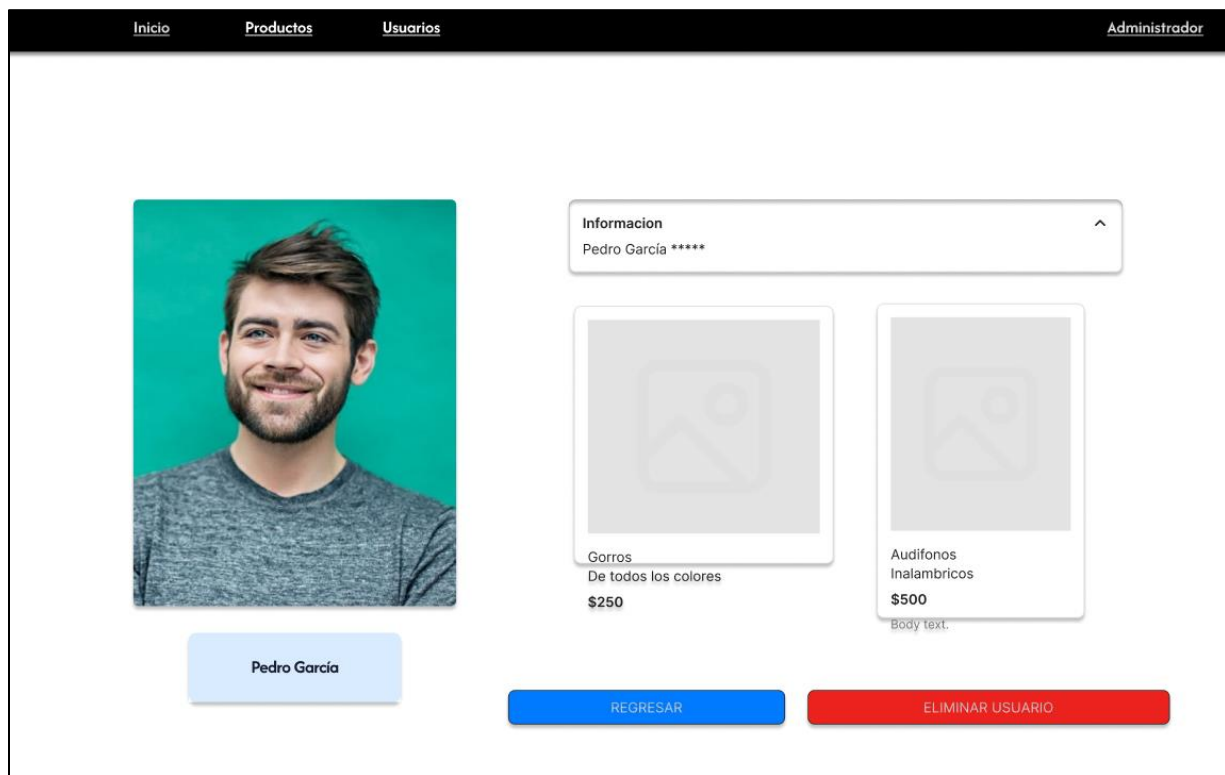 Inicio Productos Usuarios Administrador
Informacion
Pedro García *****
Gorros
De todos los colores
$250
Audifonos
Inalambricos
$500
Body text.
Pedro García
REGRESAR ELIMINAR USUARIO